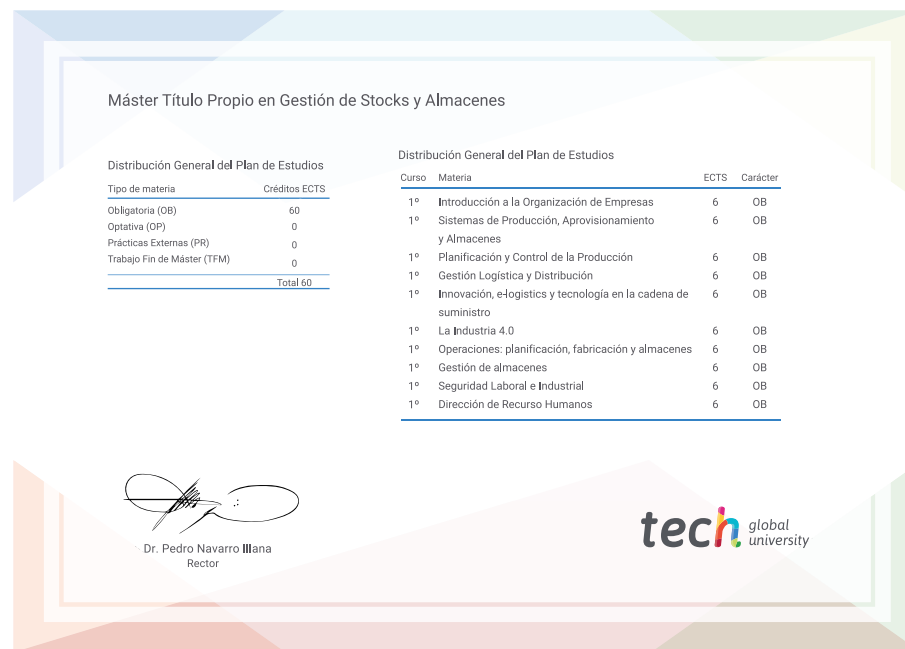 Máster Título Propio en Gestión de Stocks y Almacenes
Distribución General del Plan de Estudios
Tipo de materia Créditos ECTS
Obligatoria (OB) 60
Optativa (OP) 0
Prácticas Externas (PR) 0
Trabajo Fin de Máster (TFM) 0
Total 60
Distribución General del Plan de Estudios
Curso Materia ECTS Carácter
1º Introducción a la Organización de Empresas 6 OB
1º Sistemas de Producción, Aprovisionamiento 6 OB
y Almacenes
1º Planificación y Control de la Producción 6 OB
1º Gestión Logística y Distribución 6 OB
1º Innovación, e-logistics y tecnología en la cadena de 6 OB
suministro
1º La Industria 4.0 6 OB
1º Operaciones: planificación, fabricación y almacenes 6 OB
1º Gestión de almacenes 6 OB
1º Seguridad Laboral e Industrial 6 OB
1º Dirección de Recurso Humanos 6 OB
Dr. Pedro Navarro Illana
Rector
tech global
university